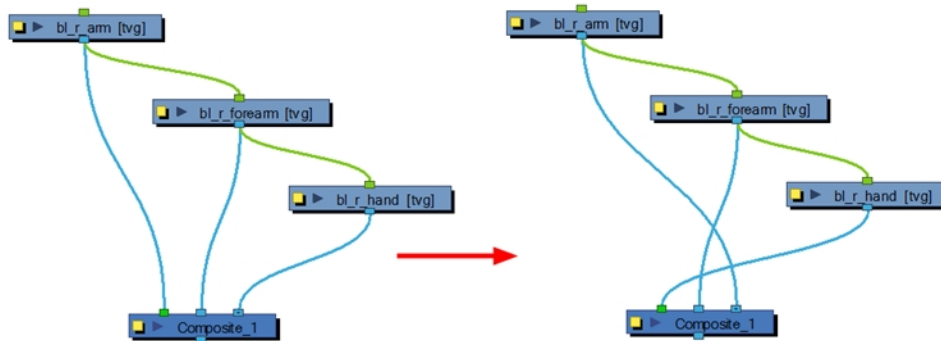 bl_r_arm [tvg]
bl_r_forearm [tvg]
bl_r_hand [tvg]
Composite_1
bl_r_arm [tvg]
bl_r_forearm [tvg]
bl_r_hand [tvg]
Composite_1